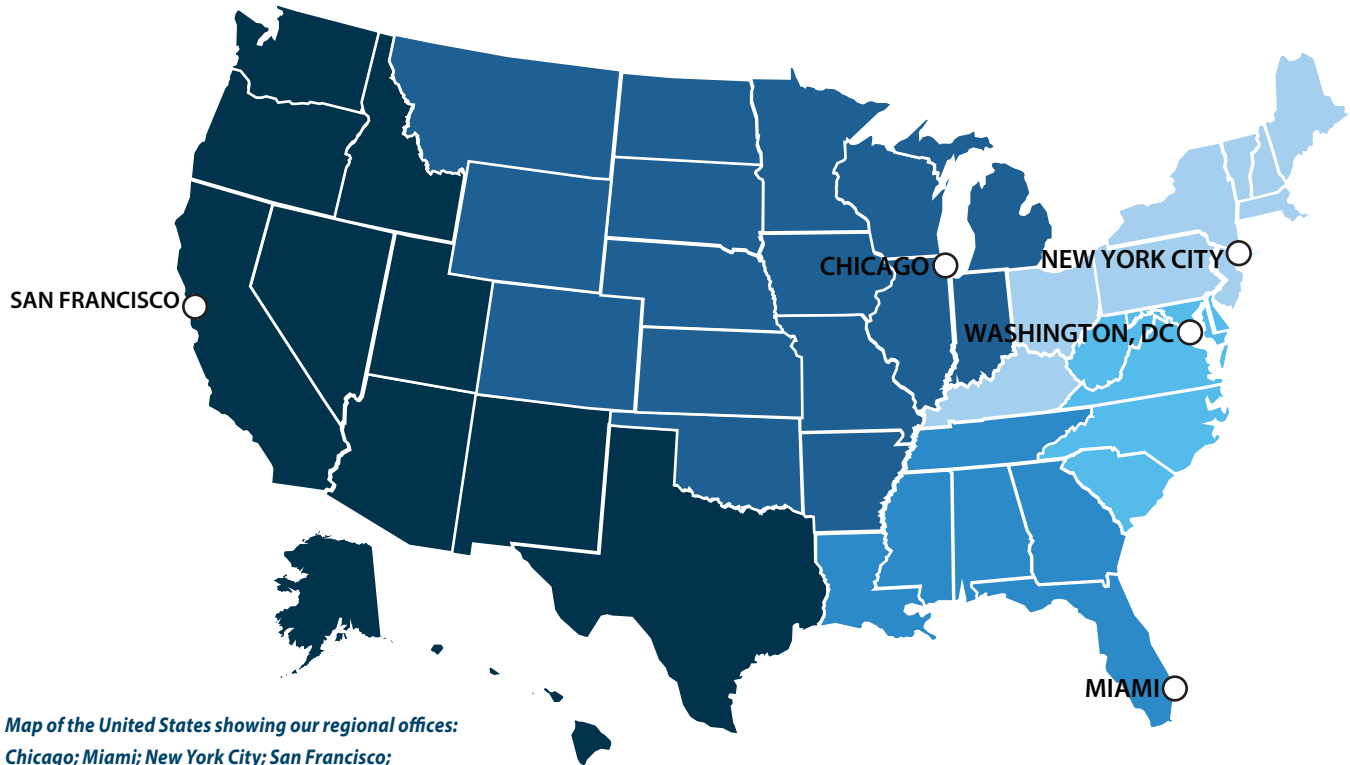 CHICAGO
NEW YORK CITY
SAN FRANCISCO
WASHINGTON, DC
MIAMI
Map of the United States showing our regional offices:
Chicago; Miami; New York City; San Francisco;